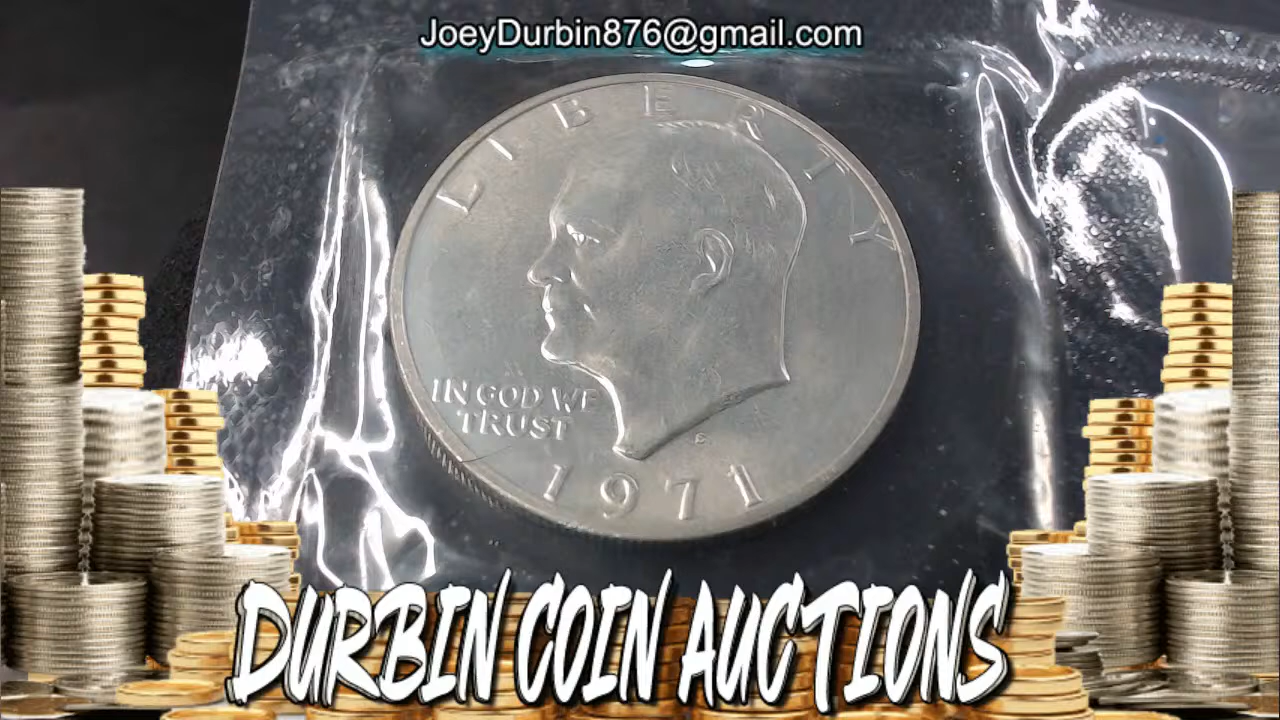 JoeyDurbin876@gmail.com
LIBERTY
IN GOD WE
TRUST
S
1971
DURBIN COIN AUCTIONS